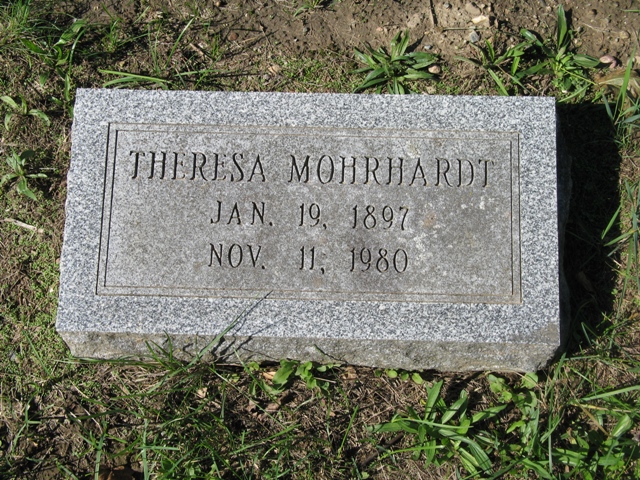 THERESA MOHRHARDT
JAN. 19, 1897
NOV. 11, 1980